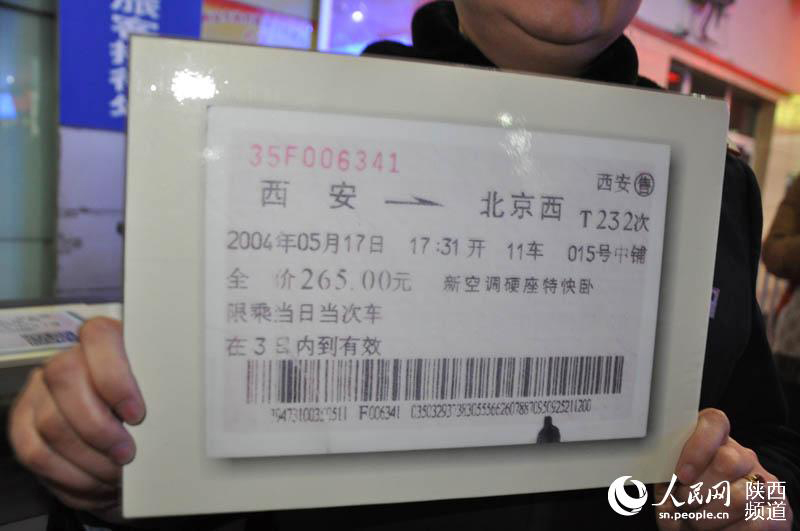 35F006341
西安售
西安 → 北京西 T232次
2004年05月17日 17:31开 11车 015号中铺
全价265.00元 新空调硬座特快卧
限乘当日当次车
在3日内到有效
F006341
人民网 陕西频道
sn.people.cn